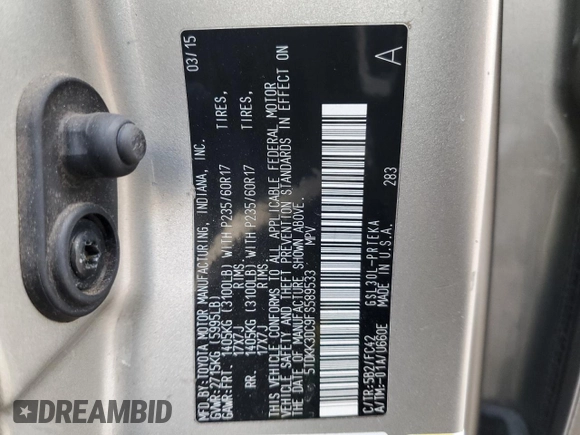 MFD.BY:TOYOTA MOTOR MANUFACTURING, INDIANA, INC. 03/15
GVWR:2715KG (5995LB)
GAWR:FRT. 1405KG (3100LB) WITH P235/60R17 TIRES,
17X7J RIMS,
RR. 1405KG (3100LB) WITH P235/60R17 TIRES,
17X7J RIMS,
THIS VEHICLE CONFORMS TO ALL APPLICABLE FEDERAL MOTOR
VEHICLE SAFETY AND THEFT PREVENTION STANDARDS IN EFFECT ON
THE DATE OF MANUFACTURE SHOWN ABOVE.
MPV
C/TR:5B2/FC42 GSL30L-PRTEKA 283
A/TM:-01A/U660E MADE IN U.S.A. A
DREAMBID